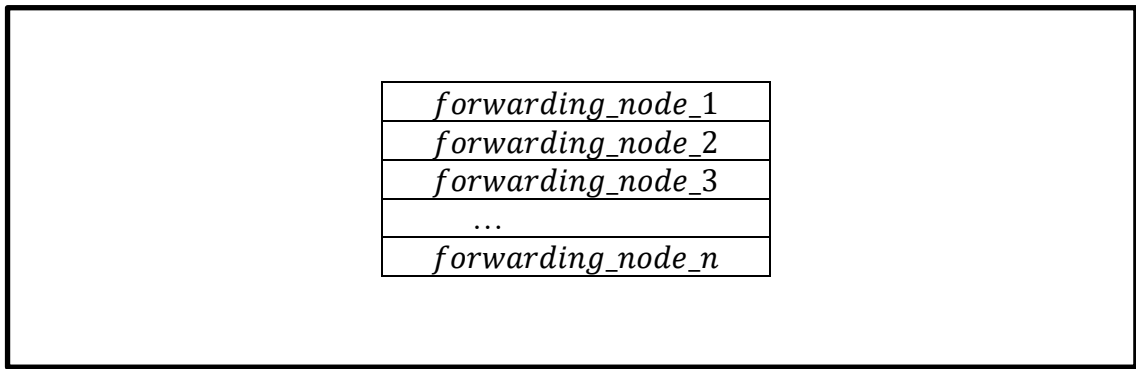 forwarding_node_1
forwarding_node_2
forwarding_node_3
...
forwarding_node_n